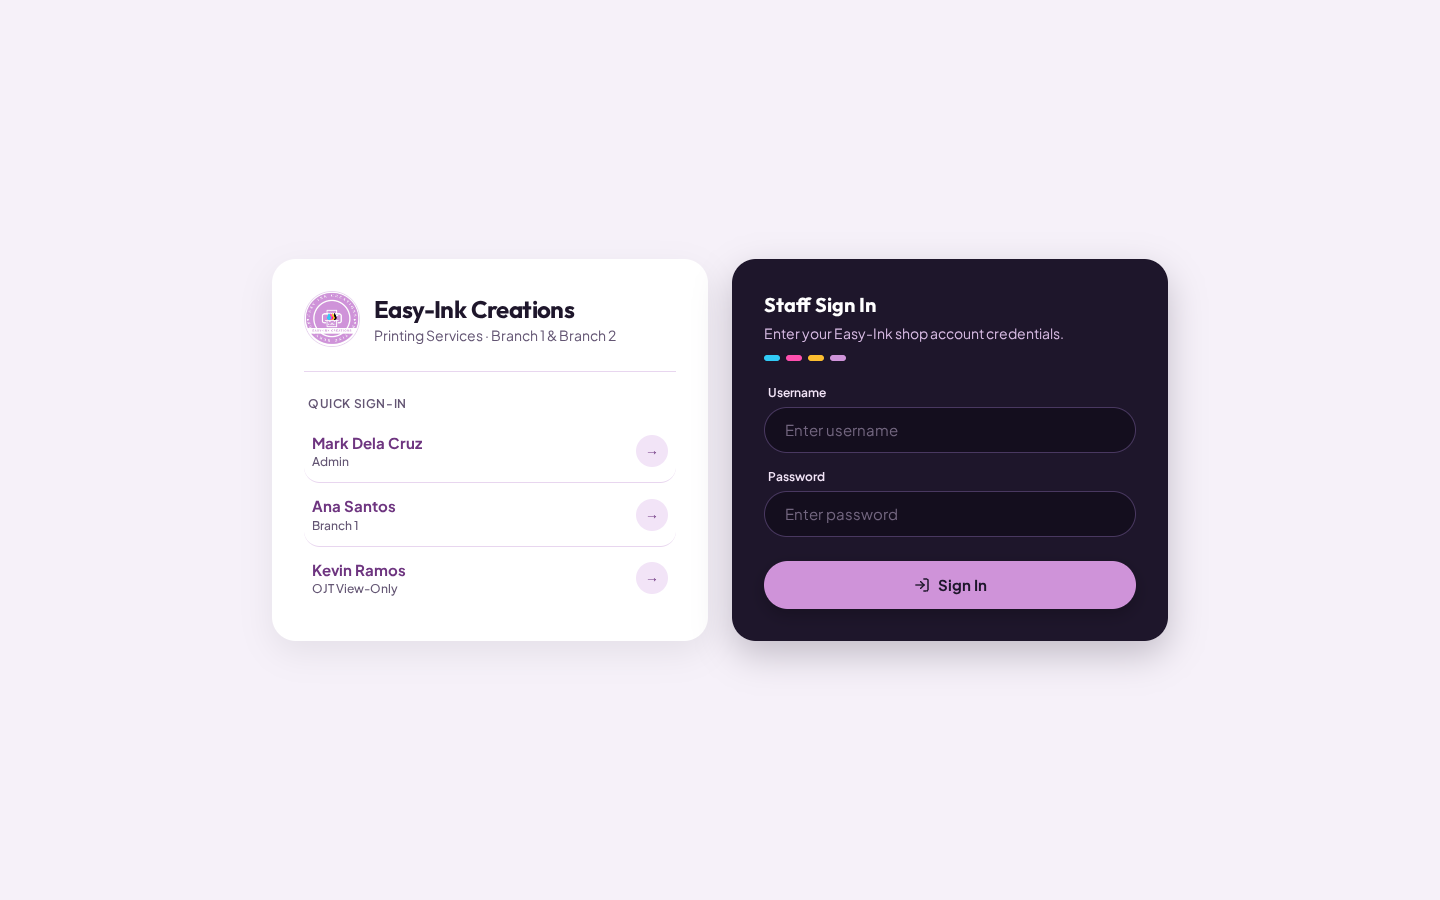 Easy-Ink Creations
Printing Services · Branch 1 & Branch 2
QUICK SIGN-IN
Mark Dela Cruz
Admin
→
Ana Santos
Branch 1
→
Kevin Ramos
OJT View-Only
→
Staff Sign In
Enter your Easy-Ink shop account credentials.
Username
Enter username
Password
Enter password
Sign In